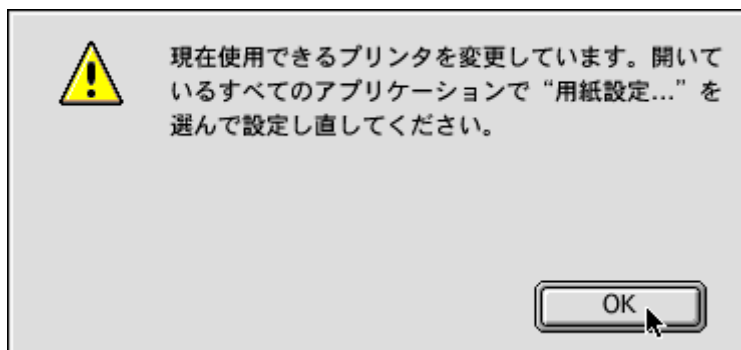 現在使用できるプリンタを変更しています。開いて
いるすべてのアプリケーションで“用紙設定...”を
選んで設定し直してください。
OK